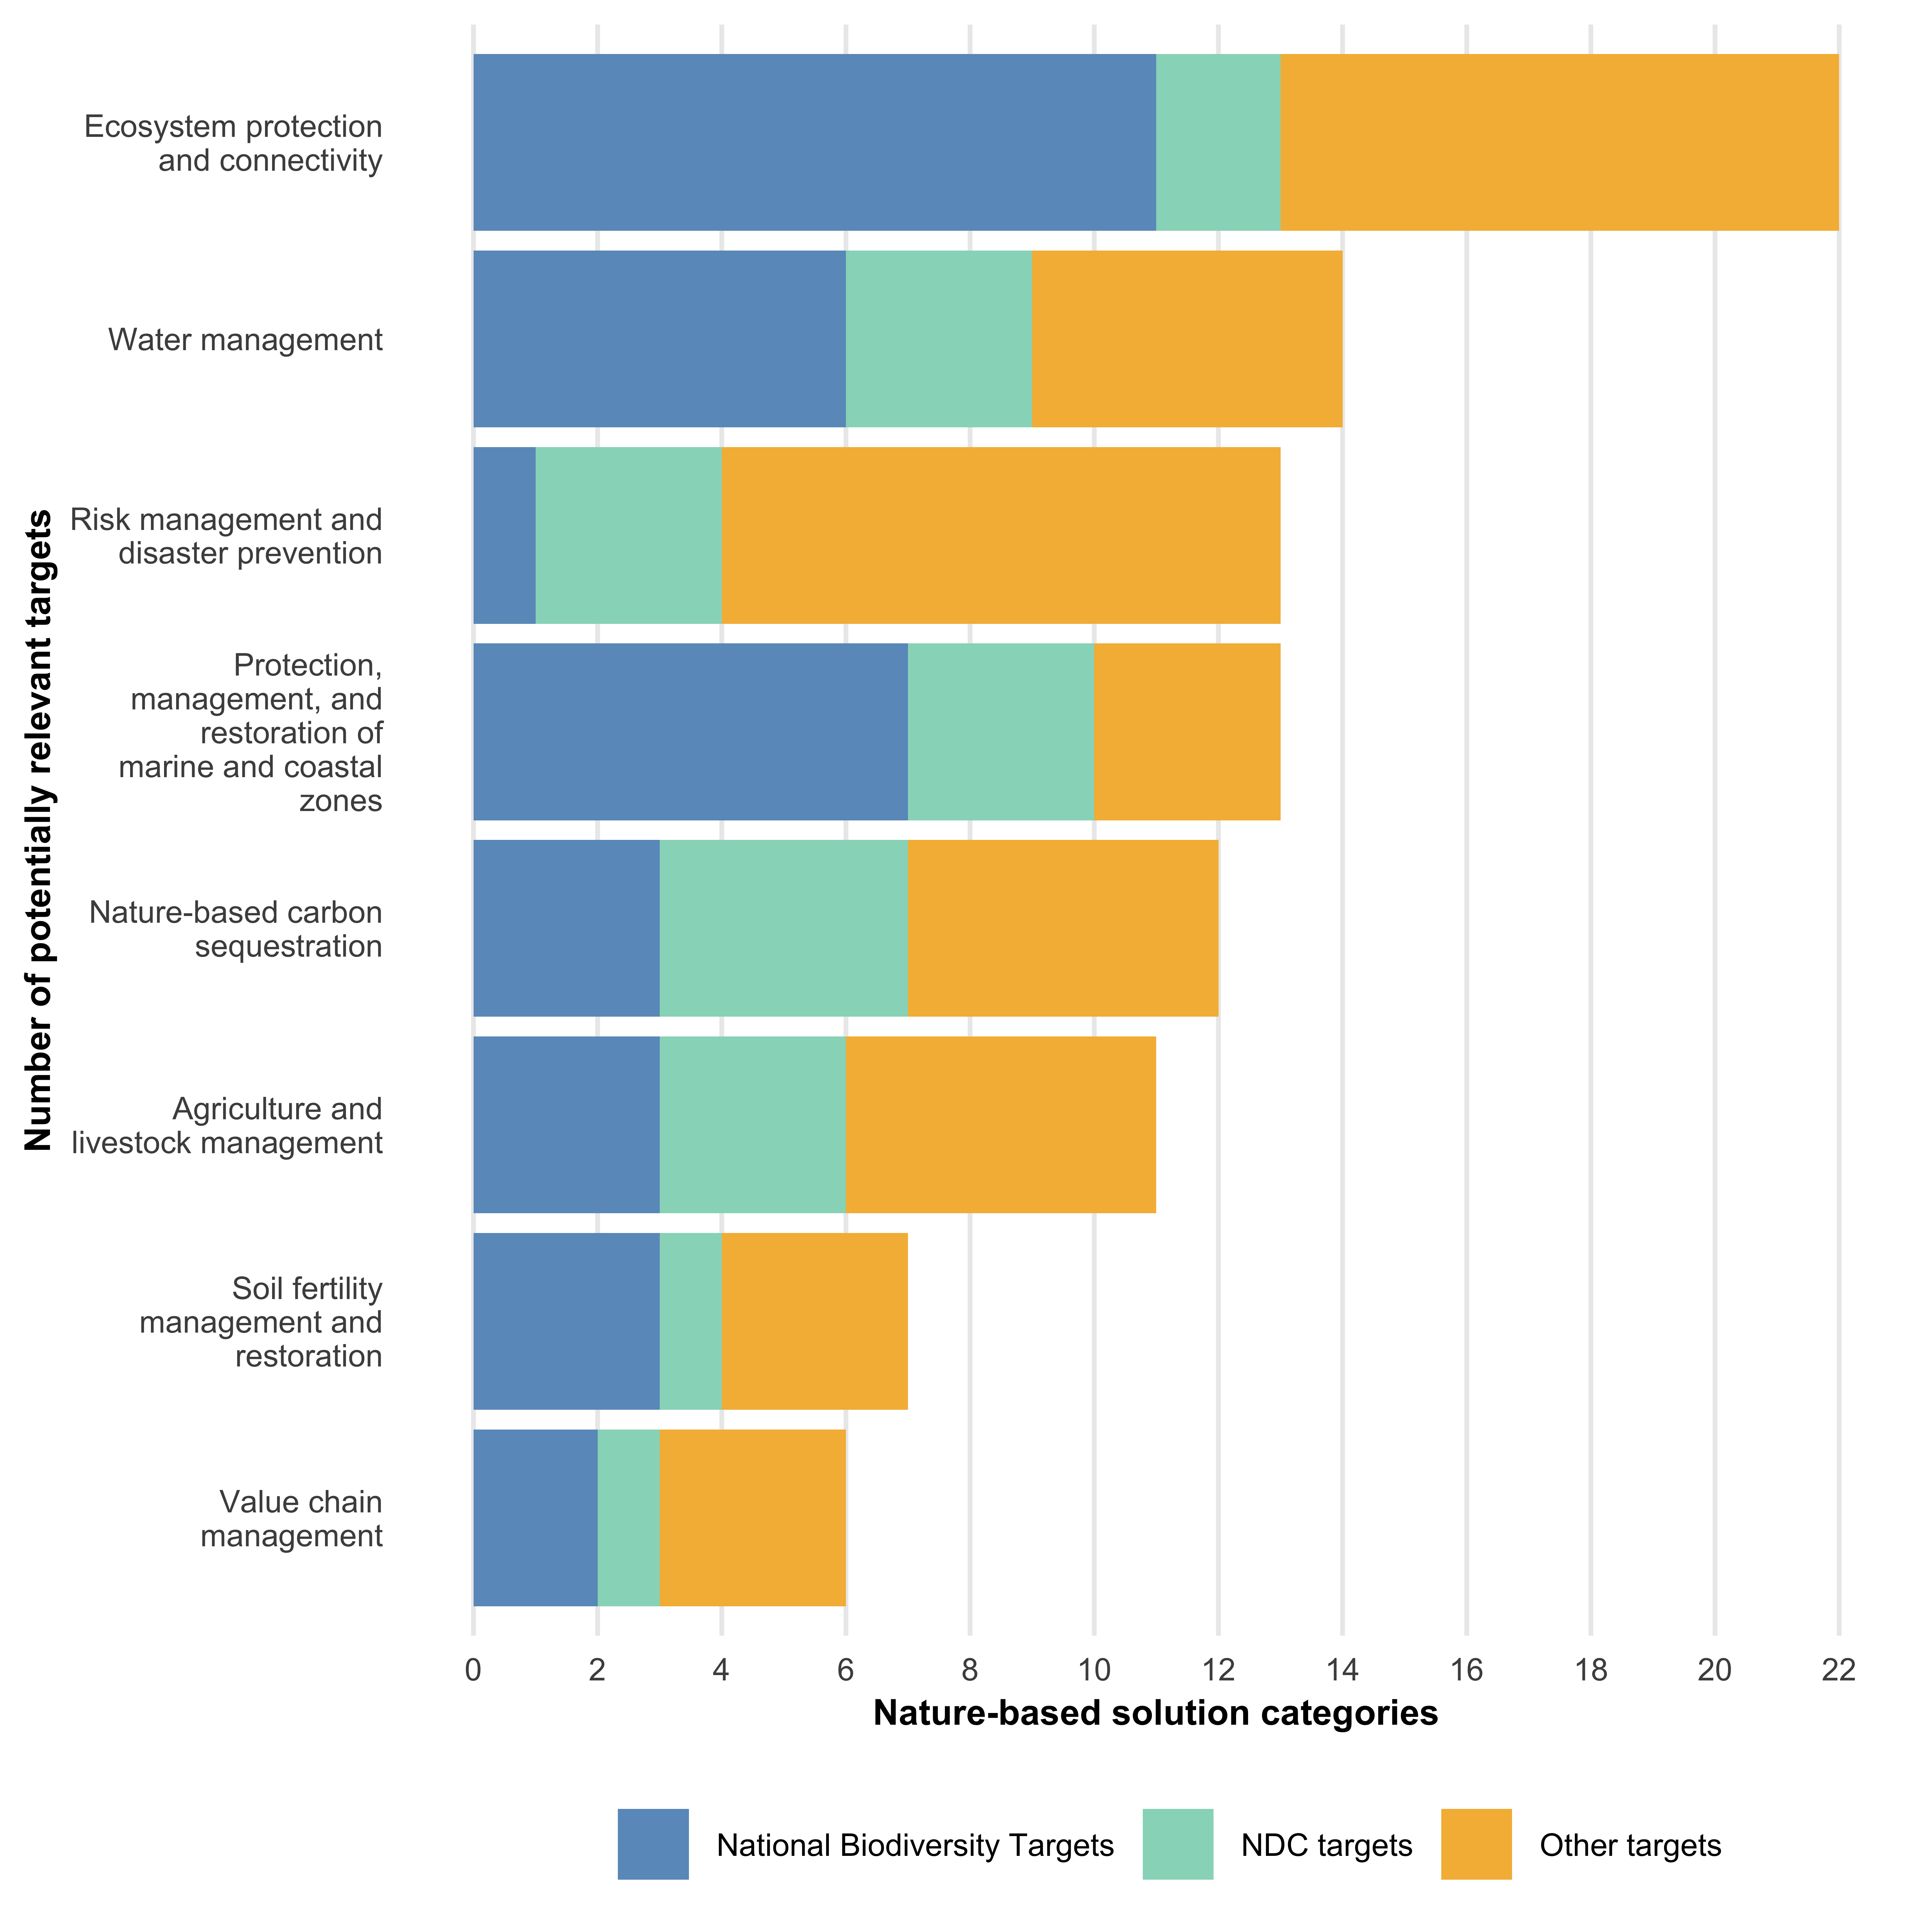 Number of potentially relevant targets
Ecosystem protection
and connectivity
Water management
Risk management and
disaster prevention
Protection,
management, and
restoration of
marine and coastal
zones
Nature-based carbon
sequestration
Agriculture and
livestock management
Soil fertility
management and
restoration
Value chain
management
0 2 4 6 8 10 12 14 16 18 20 22
Nature-based solution categories
National Biodiversity Targets NDC targets Other targets